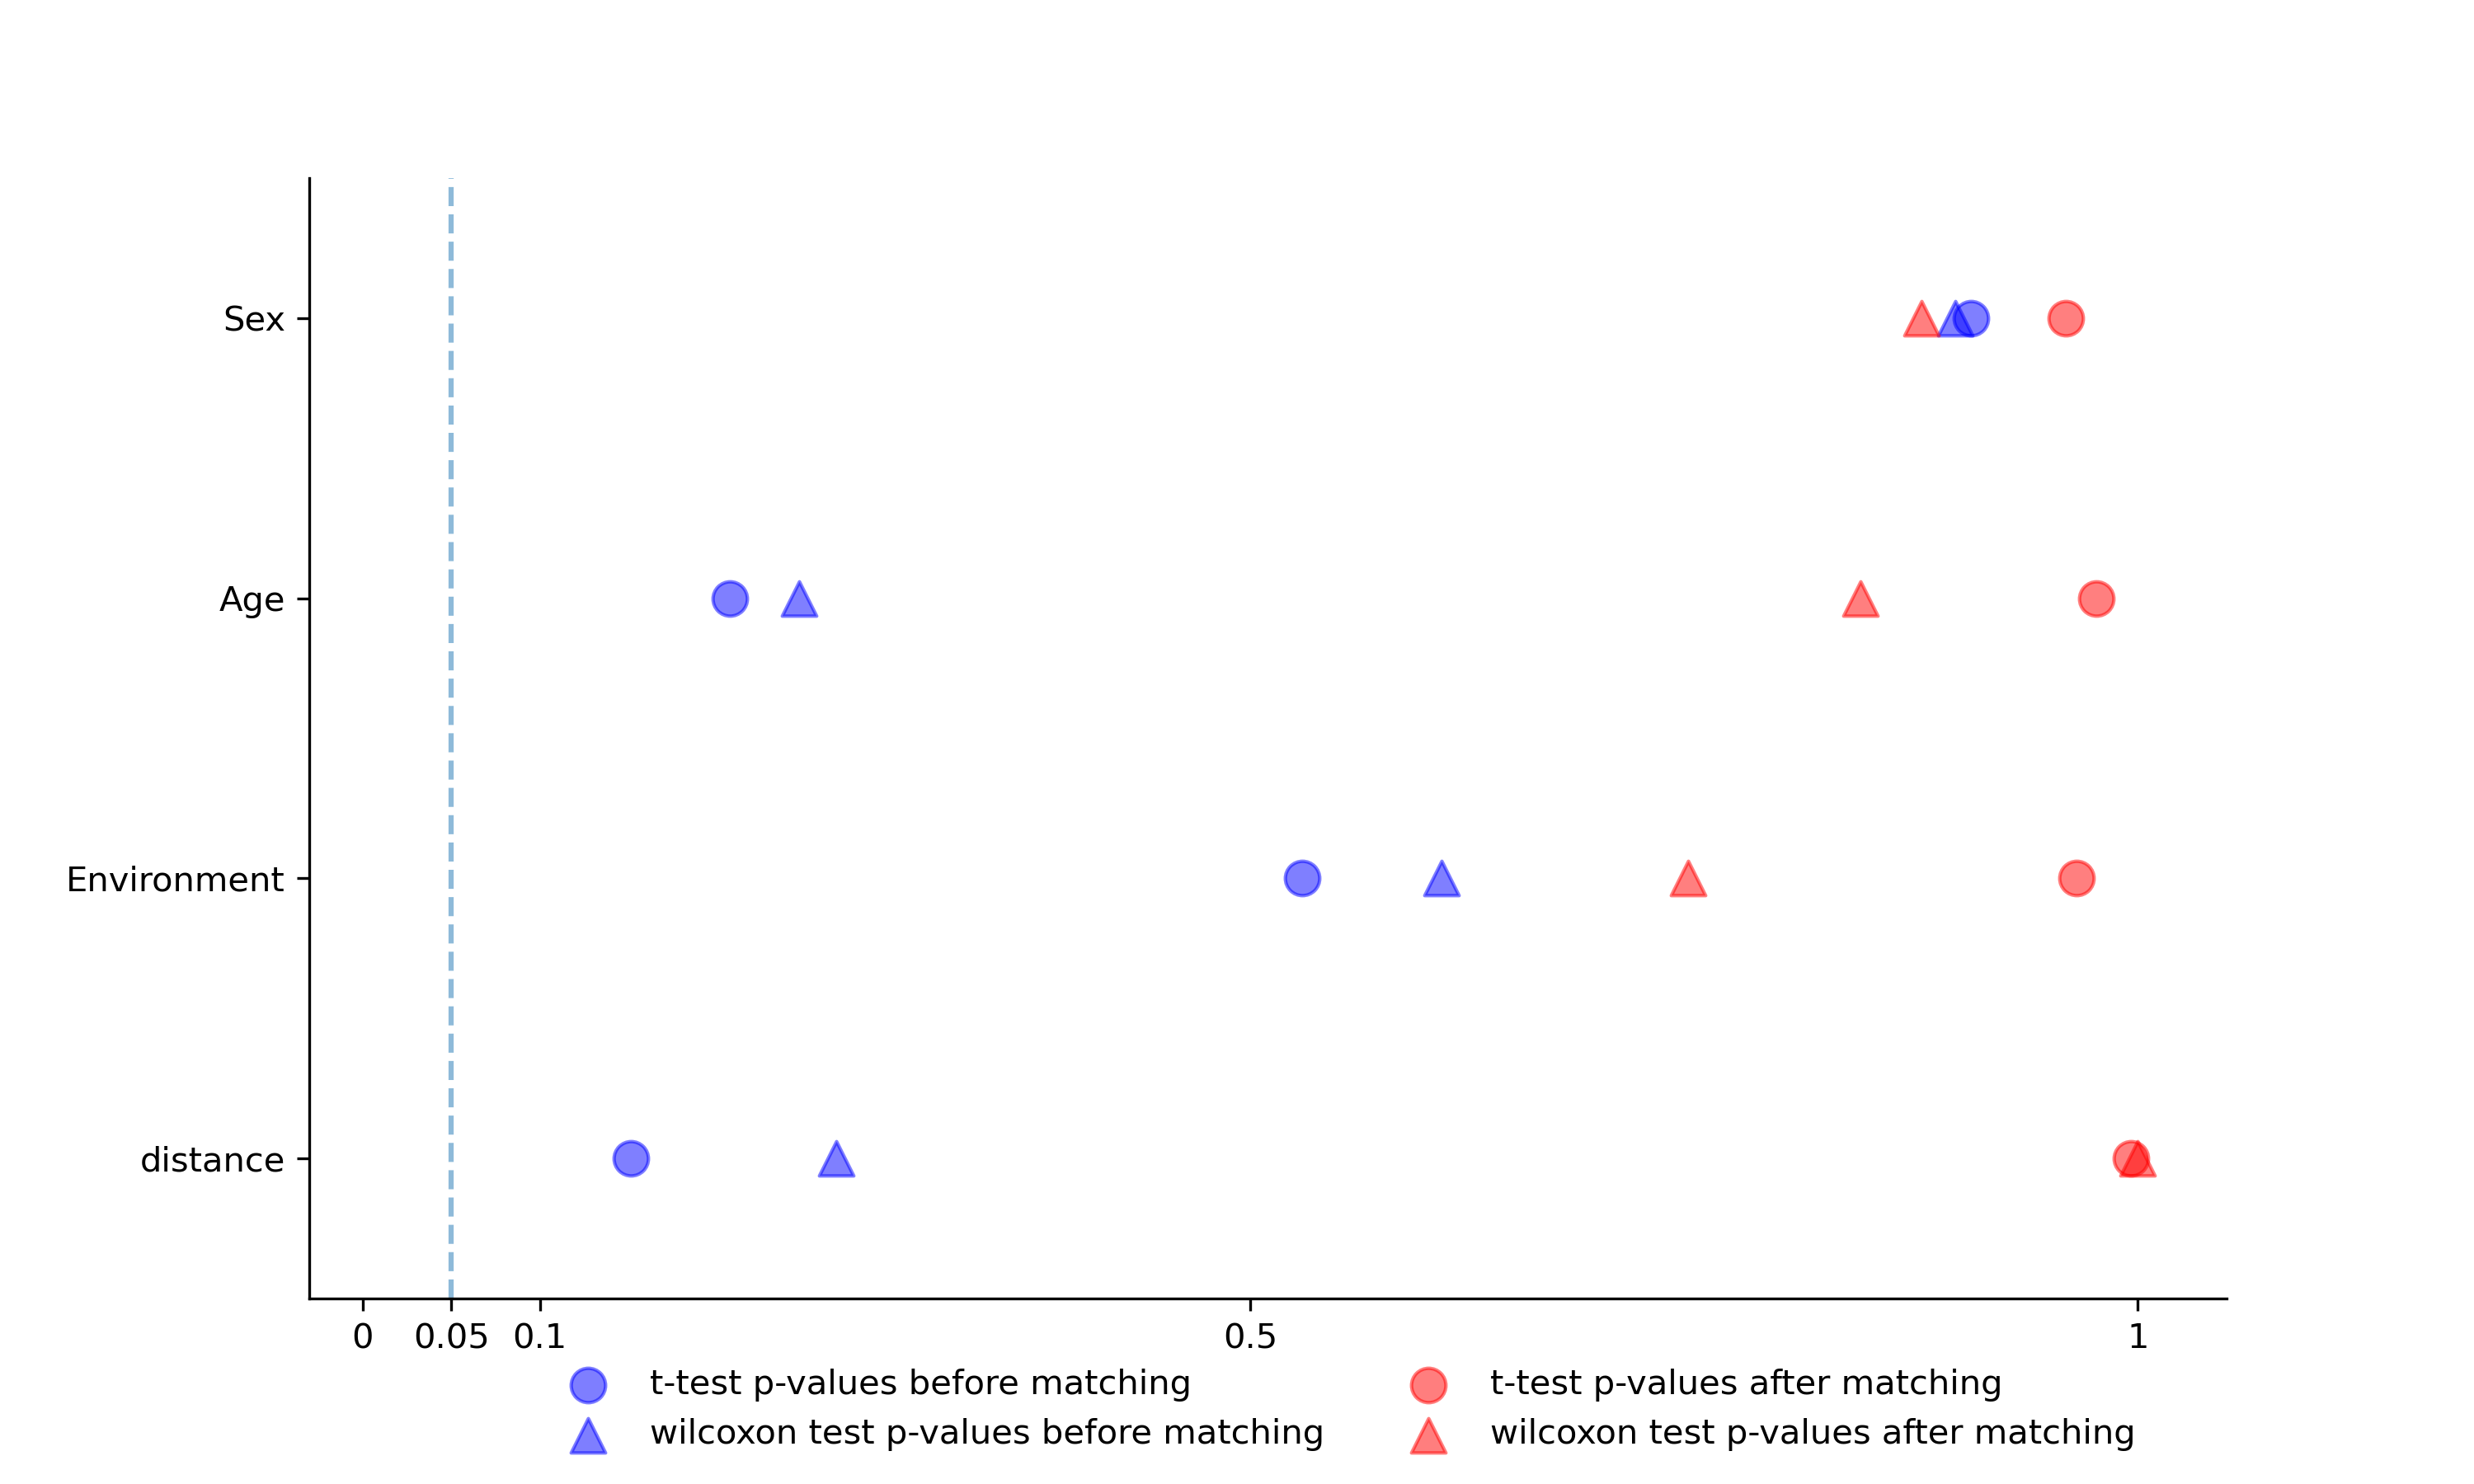 Sex
Age
Environment
distance
0 0.05 0.1 0.5 1
t-test p-values before matching t-test p-values after matching
wilcoxon test p-values before matching wilcoxon test p-values after matching